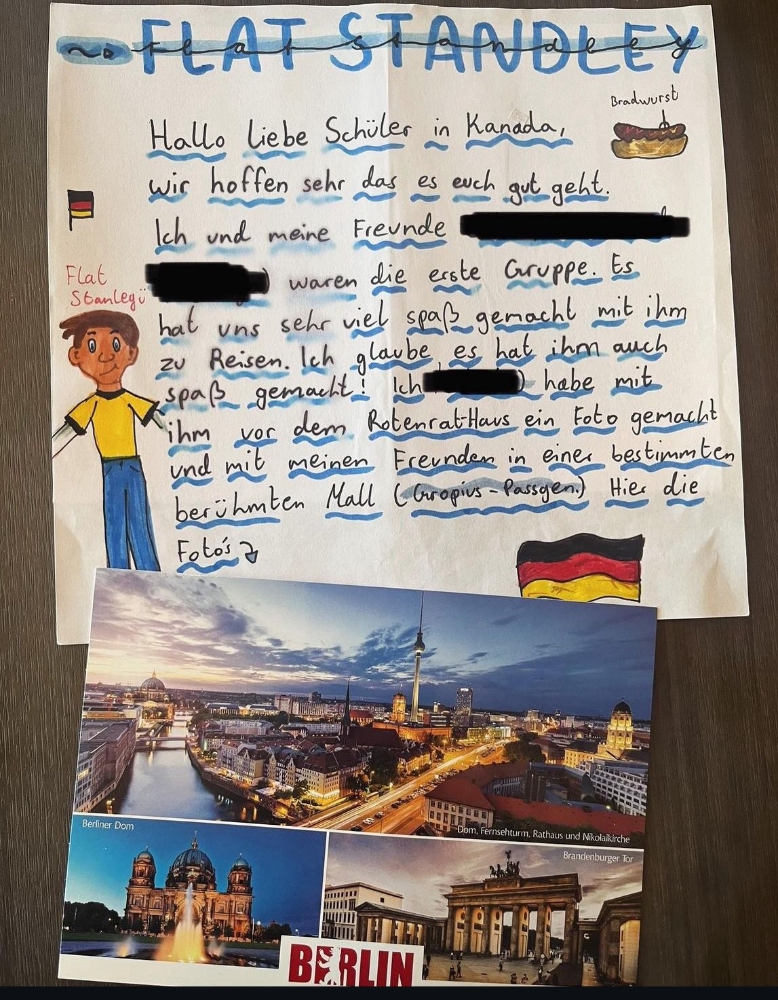 FLAT STANDLEY
flat standley
Bradwurst
Hallo liebe Schüler in Kanada,
wir hoffen sehr das es euch gut geht.
Ich und meine Freunde
) waren die erste Gruppe. Es
Flat
Stanley ü
hat uns sehr viel spaß gemacht mit ihm
zu Reisen. Ich glaube es hat ihm auch
spaß gemacht! Ich ) habe mit
ihm vor dem Rotenrat-Haus ein Foto gemacht
und mit meinen Freunden in einer bestimmten
berühmten Mall (Gropius-Passgen.) Hier die
Foto's
Dom, Fernsehturm, Rathaus und Nikolaikirche
Berliner Dom
Brandenburger Tor
BERLIN